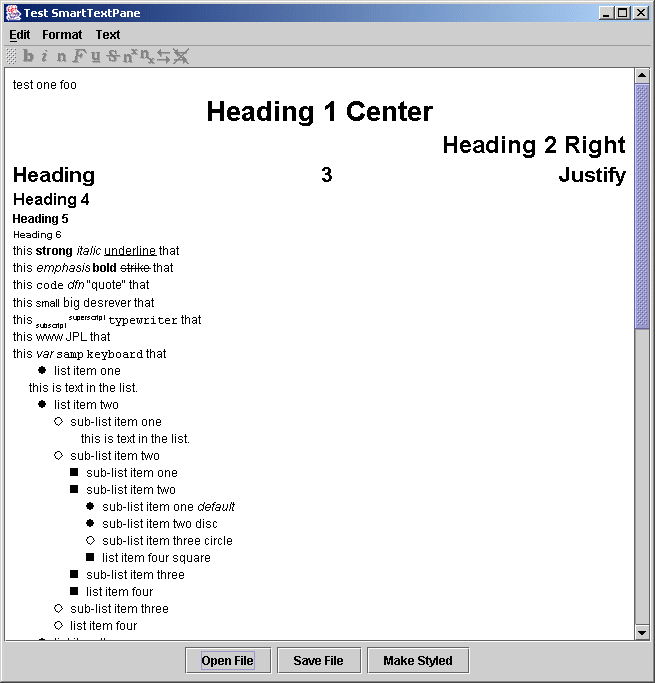 Test SmartTextPane
Edit Format Text
b i n F u S nx nx
test one foo
Heading 1 Center
Heading 2 Right
Heading 3 Justify
Heading 4
Heading 5
Heading 6
this strong italic underline that
this emphasis bold strike that
this code dfn "quote" that
this small big desrever that
this subscript superscript typewriter that
this www JPL that
this var samp keyboard that
list item one
this is text in the list.
list item two
sub-list item one
this is text in the list.
sub-list item two
sub-list item one
sub-list item two
sub-list item one default
sub-list item two disc
sub-list item three circle
list item four square
sub-list item three
list item four
sub-list item three
list item four
Open File Save File Make Styled